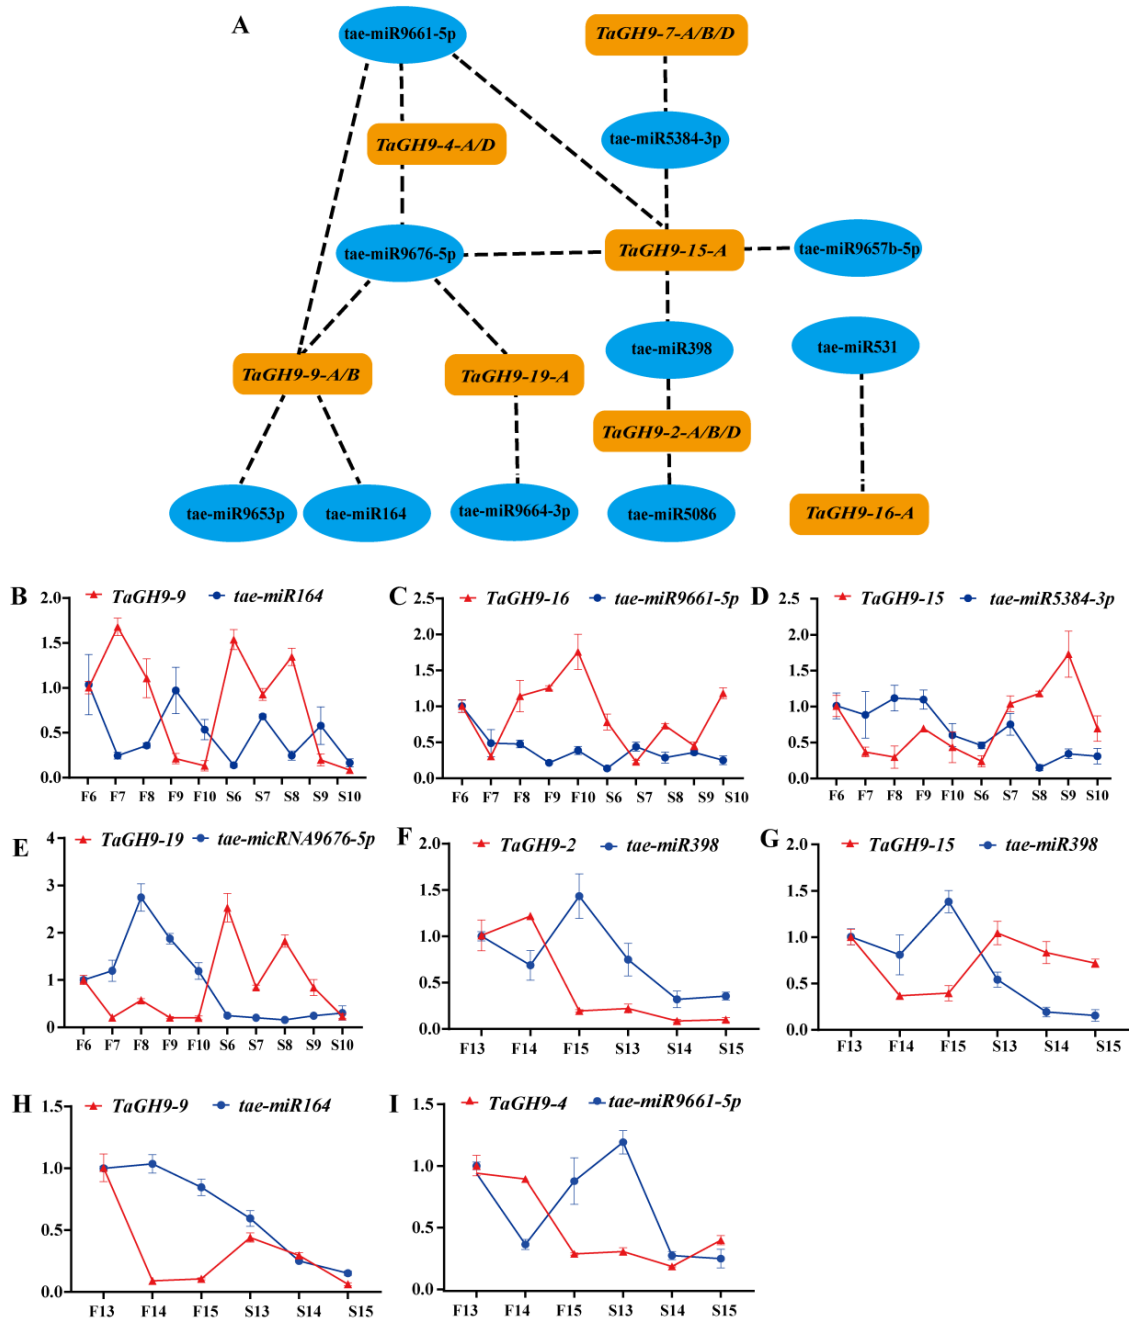 A
tae-miR9661-5p
TaGH9-7-A/B/D
TaGH9-4-A/D
tae-miR5384-3p
tae-miR9676-5p
TaGH9-15-A
tae-miR9657b-5p
tae-miR398
tae-miR531
TaGH9-9-A/B
TaGH9-19-A
TaGH9-2-A/B/D
tae-miR9653p
tae-miR164
tae-miR9664-3p
tae-miR5086
TaGH9-16-A
B
TaGH9-9 tae-miR164
2.0
1.5
1.0
0.5
0.0
F6 F7 F8 F9 F10 S6 S7 S8 S9 S10
C
TaGH9-16 tae-miR9661-5p
2.5
2.0
1.5
1.0
0.5
0.0
F6 F7 F8 F9 F10 S6 S7 S8 S9 S10
D
TaGH9-15 tae-miR5384-3p
2.5
2.0
1.5
1.0
0.5
0.0
F6 F7 F8 F9 F10 S6 S7 S8 S9 S10
E
TaGH9-19 tae-micRNA9676-5p
4
3
2
1
0
F6 F7 F8 F9 F10 S6 S7 S8 S9 S10
F
TaGH9-2 tae-miR398
2.0
1.5
1.0
0.5
0.0
F13 F14 F15 S13 S14 S15
G
TaGH9-15 tae-miR398
2.0
1.5
1.0
0.5
0.0
F13 F14 F15 S13 S14 S15
H
TaGH9-9 tae-miR164
1.5
1.0
0.5
0.0
F13 F14 F15 S13 S14 S15
I
TaGH9-4 tae-miR9661-5p
1.5
1.0
0.5
0.0
F13 F14 F15 S13 S14 S15